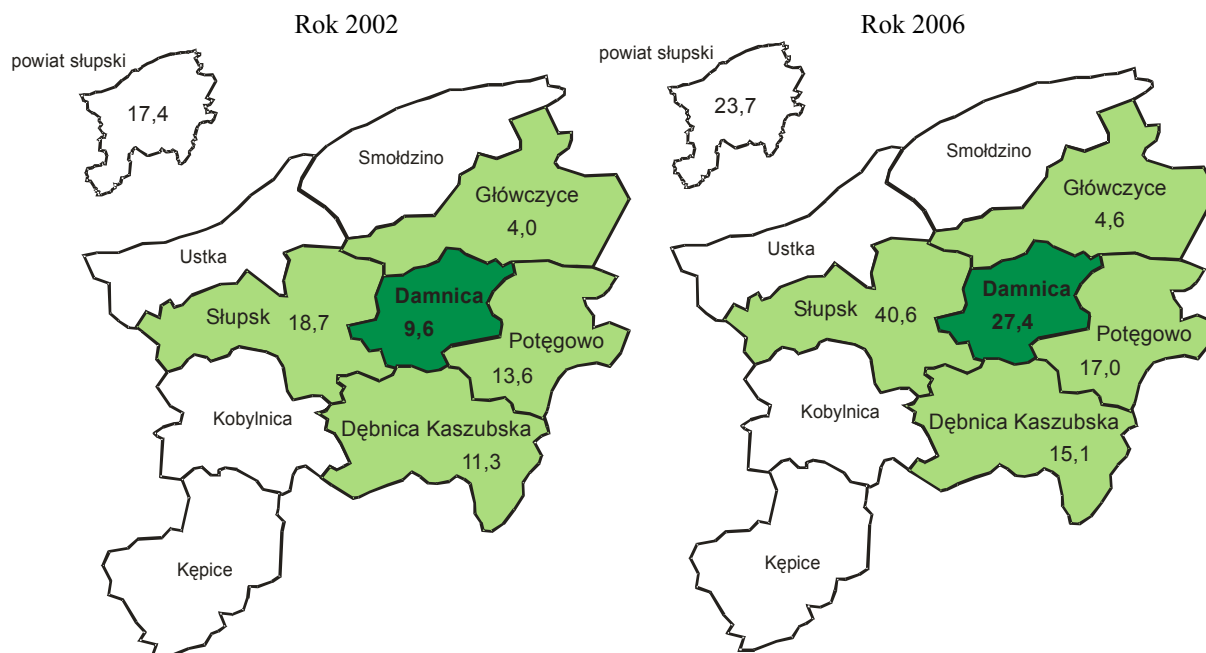 Rok 2002
powiat słupski
17,4
Smołdzino
Główczyce
4,0
Ustka
Damnica
9,6
Słupsk
18,7
Potęgowo
13,6
Kobylnica
Dębnica Kaszubska
11,3
Kępice
Rok 2006
powiat słupski
23,7
Smołdzino
Główczyce
4,6
Ustka
Damnica
27,4
Słupsk
40,6
Potęgowo
17,0
Kobylnica
Dębnica Kaszubska
15,1
Kępice